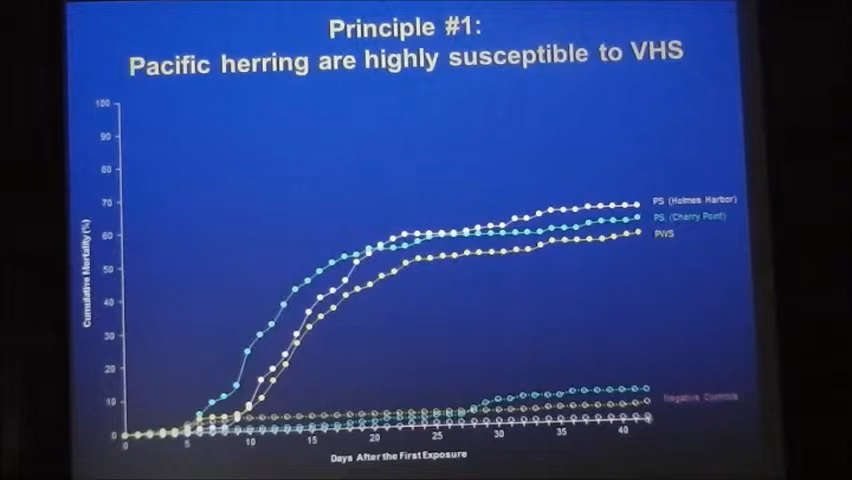 Principle #1:
Pacific herring are highly susceptible to VHS
100
90
80
70
60
50
40
30
20
10
0
Cumulative Mortality (%)
PS (Holmes Harbor)
PS (Cherry Point)
PWS
Negative Controls
0
5
10
15
20
25
30
35
40
Days After the First Exposure